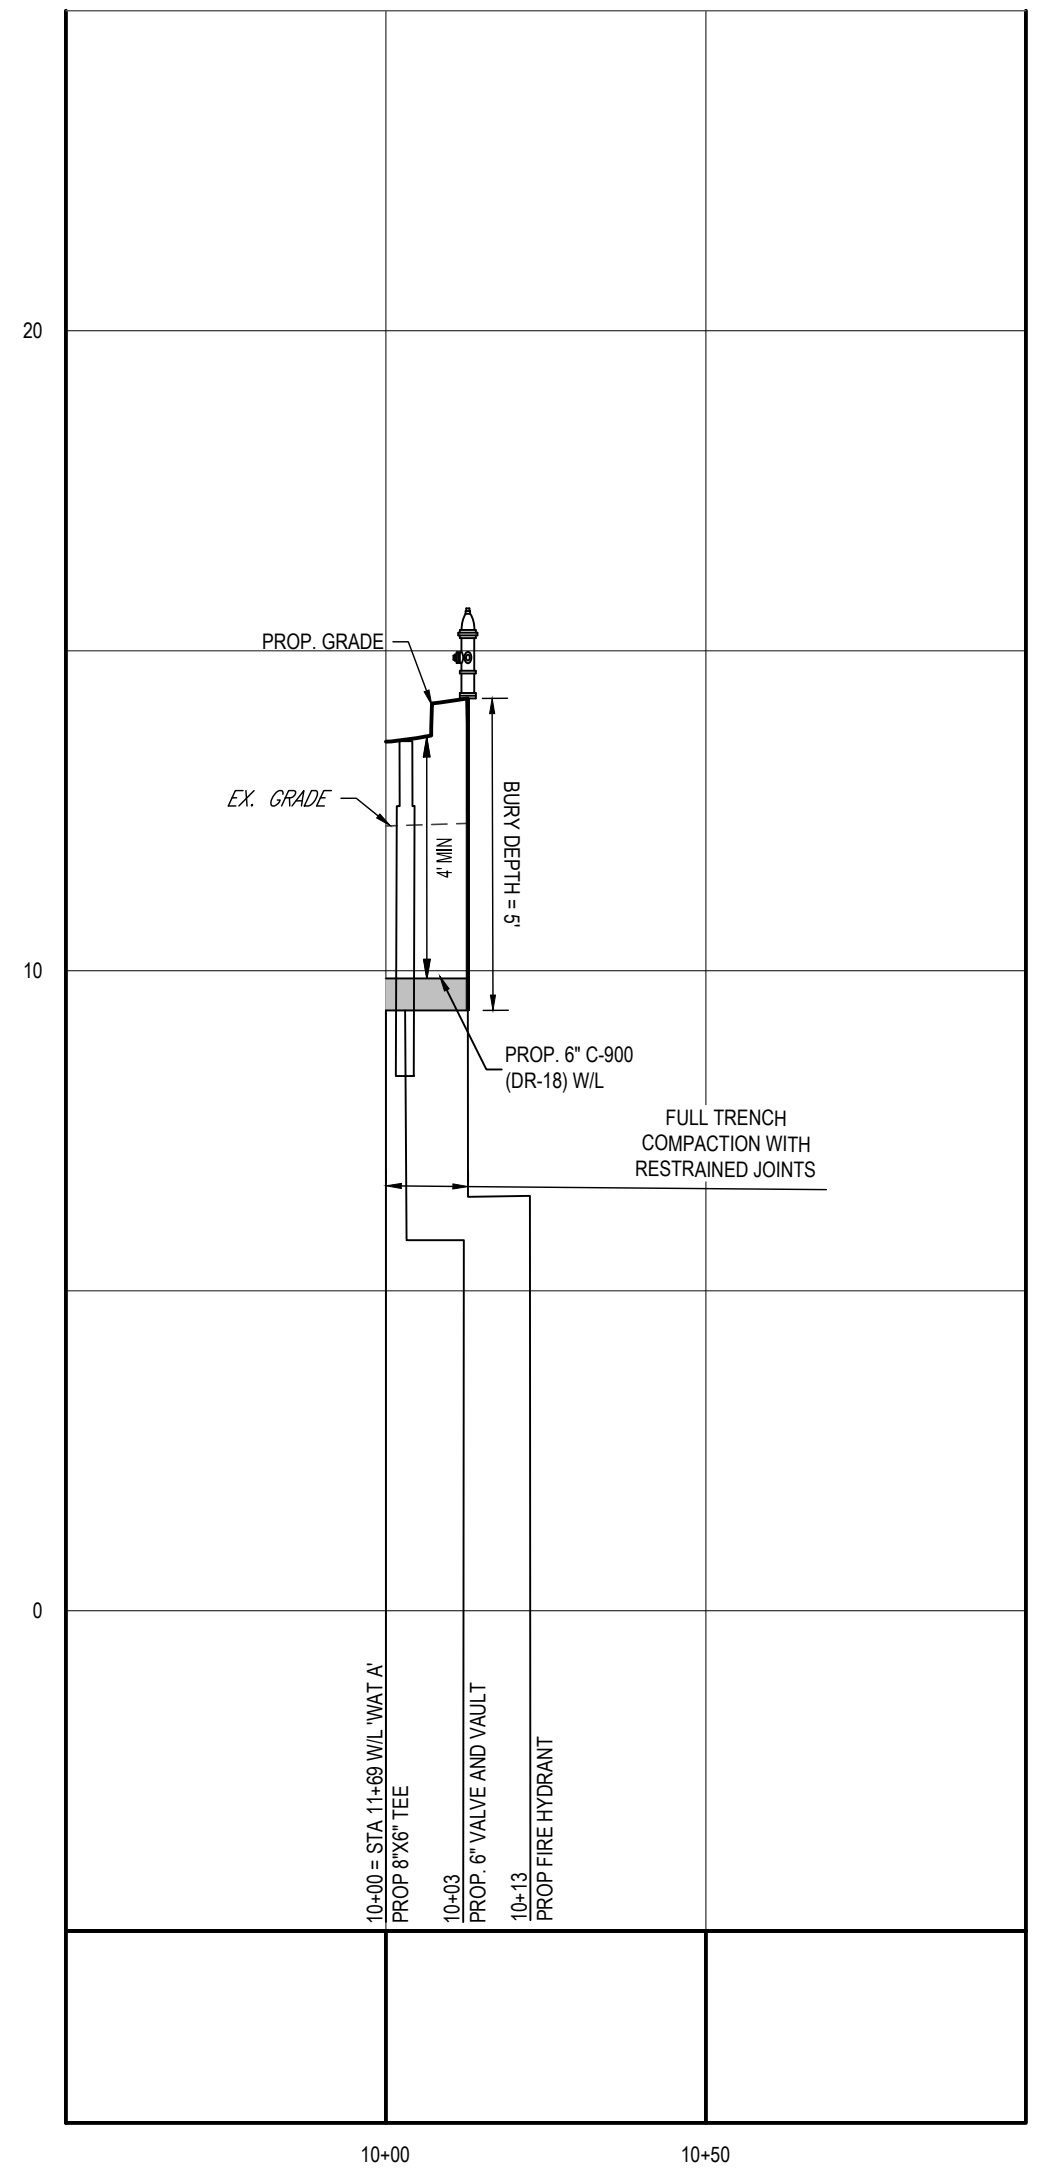 20
PROP. GRADE
EX. GRADE
BURY DEPTH = 5'
4' MIN
10
PROP. 6" C-900
(DR-18) W/L
FULL TRENCH
COMPACTION WITH
RESTRAINED JOINTS
0
10+00 = STA 11+69 W/L 'WAT A'
PROP 8"X6" TEE
10+03
PROP. 6" VALVE AND VAULT
10+13
PROP FIRE HYDRANT
10+00
10+50